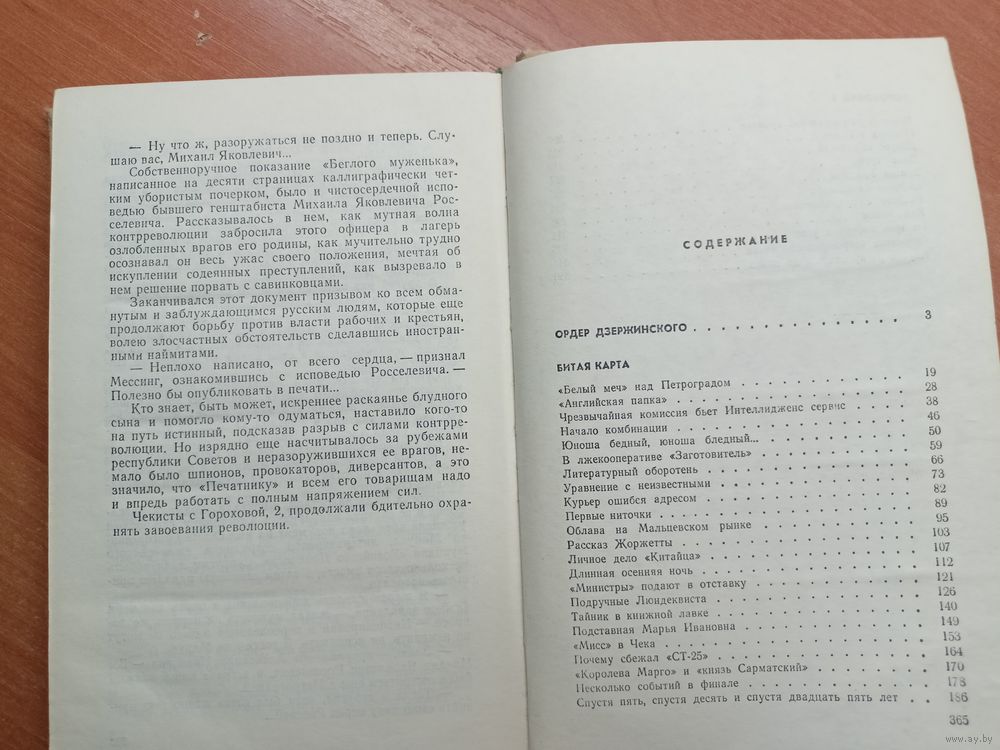 — Ну что ж, разоружаться не поздно и теперь. Слу-
шаю вас, Михаил Яковлевич...
Собственноручное показание «Беглого муженька»,
написанное на десяти страницах каллиграфически чет-
ким убористым почерком, было и чистосердечной испо-
ведью бывшего генштабиста Михаила Яковлевича Рос-
селевича. Рассказывалось в нем, как мутная волна
контрреволюции забросила этого офицера в лагерь
озлобленных врагов его родины, как мучительно трудно
осознавал он весь ужас своего положения, мечтая об
искуплении содеянных преступлений, как вызревало в
нем решение порвать с савинковцами.
Заканчивался этот документ призывом ко всем обма-
нутым и заблуждающимся русским людям, которые еще
продолжают борьбу против власти рабочих и крестьян,
волею злосчастных обстоятельств сделавшись иностран-
ными наймитами.
— Неплохо написано, от всего сердца, — признал
Мессинг, ознакомившись с исповедью Росселевича. —
Полезно бы опубликовать в печати...
Кто знает, быть может, искреннее раскаянье блудного
сына и помогло кому-то одуматься, наставило кого-то
на путь истинный, подсказав разрыв с силами контрре-
волюции. Но изрядно еще насчитывалось за рубежами
республики Советов и неразоружившихся ее врагов, не-
мало было шпионов, провокаторов, диверсантов, а это
значило, что «Печатнику» и всем его товарищам надо
и впредь работать с полным напряжением сил.
Чекисты с Гороховой, 2, продолжали бдительно охра-
нять завоевания революции.
СОДЕРЖАНИЕ
ОРДЕР ДЗЕРЖИНСКОГО . . . . . . . . . . . . . . . 3
БИТАЯ КАРТА
«Белый меч» над Петроградом . . . . . . . . . . . . 19
«Английская папка» . . . . . . . . . . . . . . . . 28
Чрезвычайная комиссия бьет Интеллидженс сервис . . . . 38
Начало комбинации . . . . . . . . . . . . . . . . 46
Юноша бедный, юноша бледный... . . . . . . . . . . . 50
В лжекооперативе «Заготовитель» . . . . . . . . . . . 59
Литературный оборотень . . . . . . . . . . . . . . 66
Уравнение с неизвестными . . . . . . . . . . . . . 73
Курьер ошибся адресом . . . . . . . . . . . . . . 82
Первые ниточки . . . . . . . . . . . . . . . . . 89
Облава на Мальцевском рынке . . . . . . . . . . . . 95
Рассказ Жоржетты . . . . . . . . . . . . . . . . 103
Личное дело «Китайца» . . . . . . . . . . . . . . 107
Длинная осенняя ночь . . . . . . . . . . . . . . . 112
«Министры» подают в отставку . . . . . . . . . . . . 121
Подручные Люндеквиста . . . . . . . . . . . . . . 126
Тайник в книжной лавке . . . . . . . . . . . . . . 140
Подставная Марья Ивановна . . . . . . . . . . . . . 149
«Мисс» в Чека . . . . . . . . . . . . . . . . . . 153
Почему сбежал «СТ-25» . . . . . . . . . . . . . . 164
«Королева Марго» и «князь Сарматский» . . . . . . . . 170
Несколько событий в финале . . . . . . . . . . . . 178
Спустя пять, спустя десять и спустя двадцать пять лет . . 186
365
www.ay.by